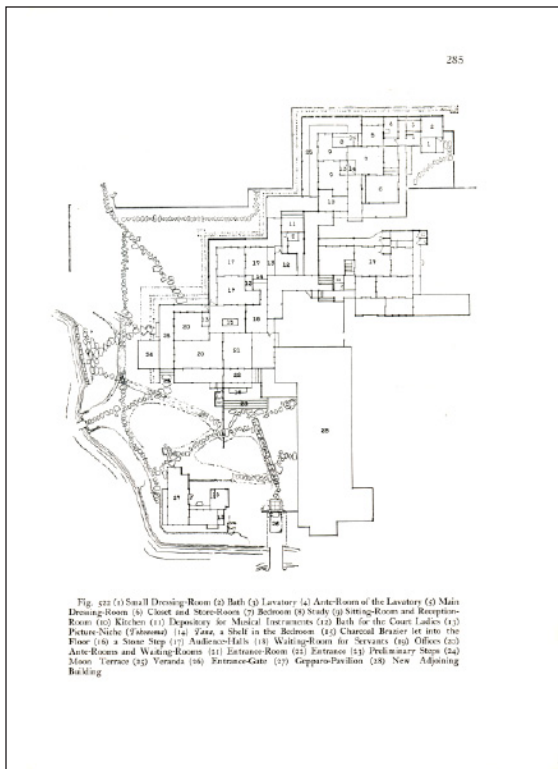 285
Fig. 522 (1) Small Dressing-Room (2) Bath (3) Lavatory (4) Ante-Room of the Lavatory (5) Main
Dressing-Room (6) Closet and Store-Room (7) Bedroom (8) Study (9) Sitting-Room and Reception-
Room (10) Kitchen (11) Depository for Musical Instruments (12) Bath for the Court Ladies (13)
Picture-Niche (Tokonoma) (14) Tana, a Shelf in the Bedroom (15) Charcoal Brazier let into the
Floor (16) a Stone Step (17) Audience-Halls (18) Waiting-Room for Servants (19) Offices (20)
Ante-Rooms and Waiting-Rooms (21) Entrance-Room (22) Entrance (23) Preliminary Steps (24)
Moon Terrace (25) Veranda (26) Entrance-Gate (27) Gepparo-Pavilion (28) New Adjoining
Building